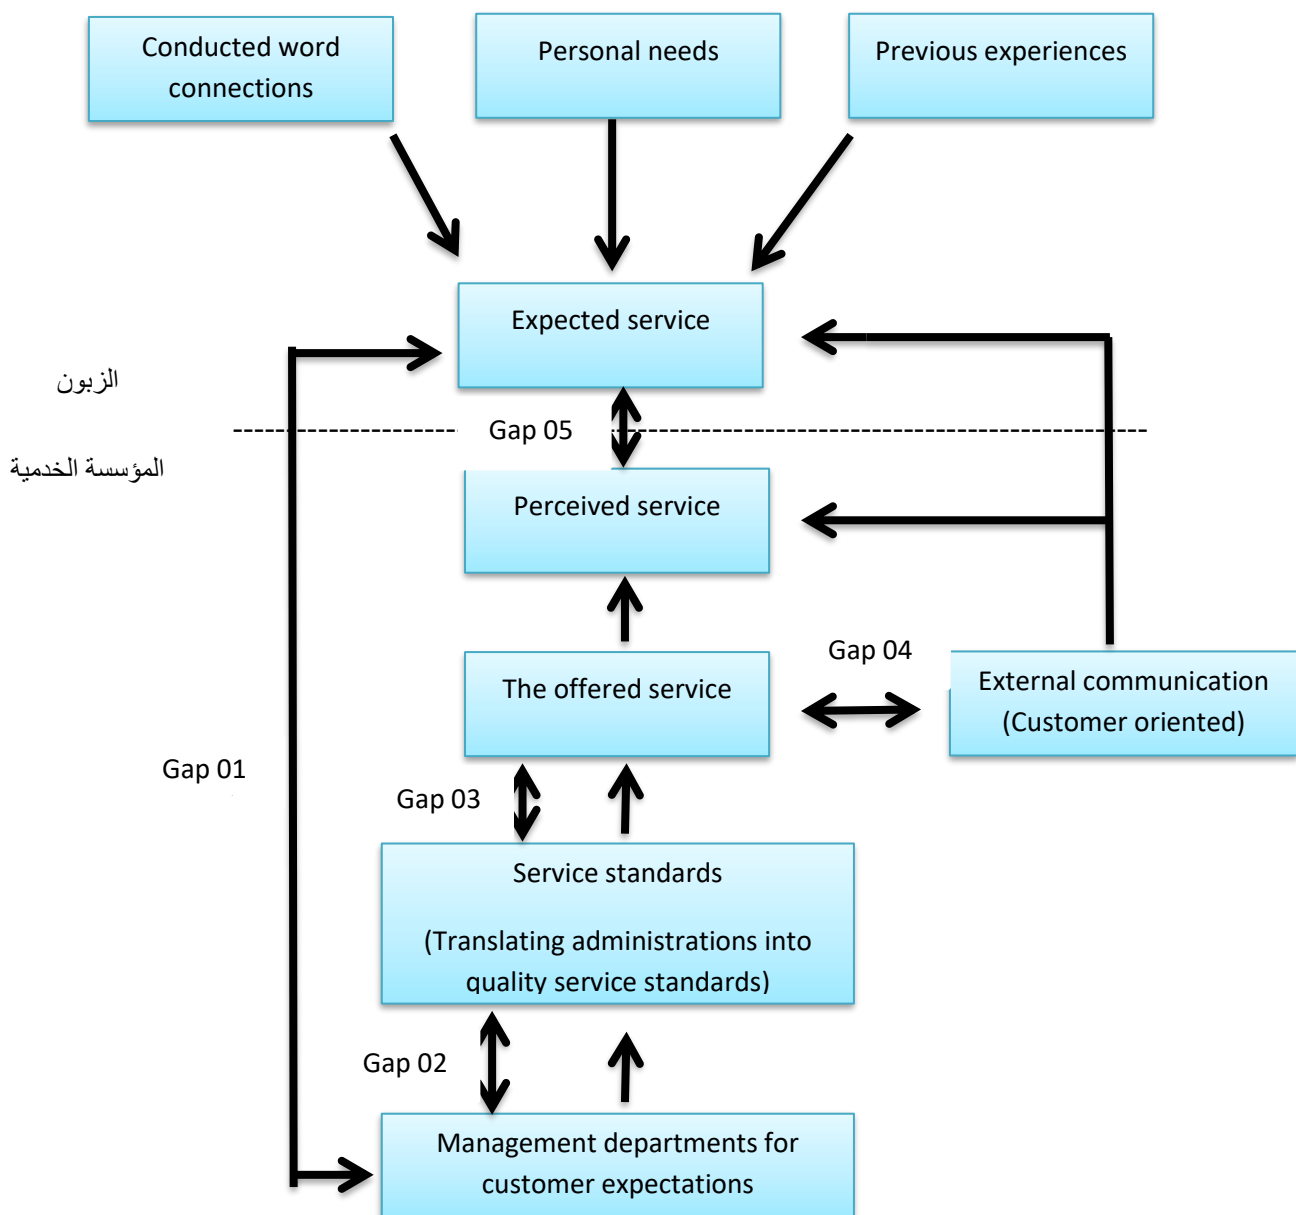 Conducted word
connections
Personal needs
Previous experiences
Expected service
الزبون
Gap 05
المؤسسة الخدمية
Perceived service
Gap 04
The offered service
External communication
(Customer oriented)
Gap 01
Gap 03
Service standards
(Translating administrations into
quality service standards)
Gap 02
Management departments for
customer expectations